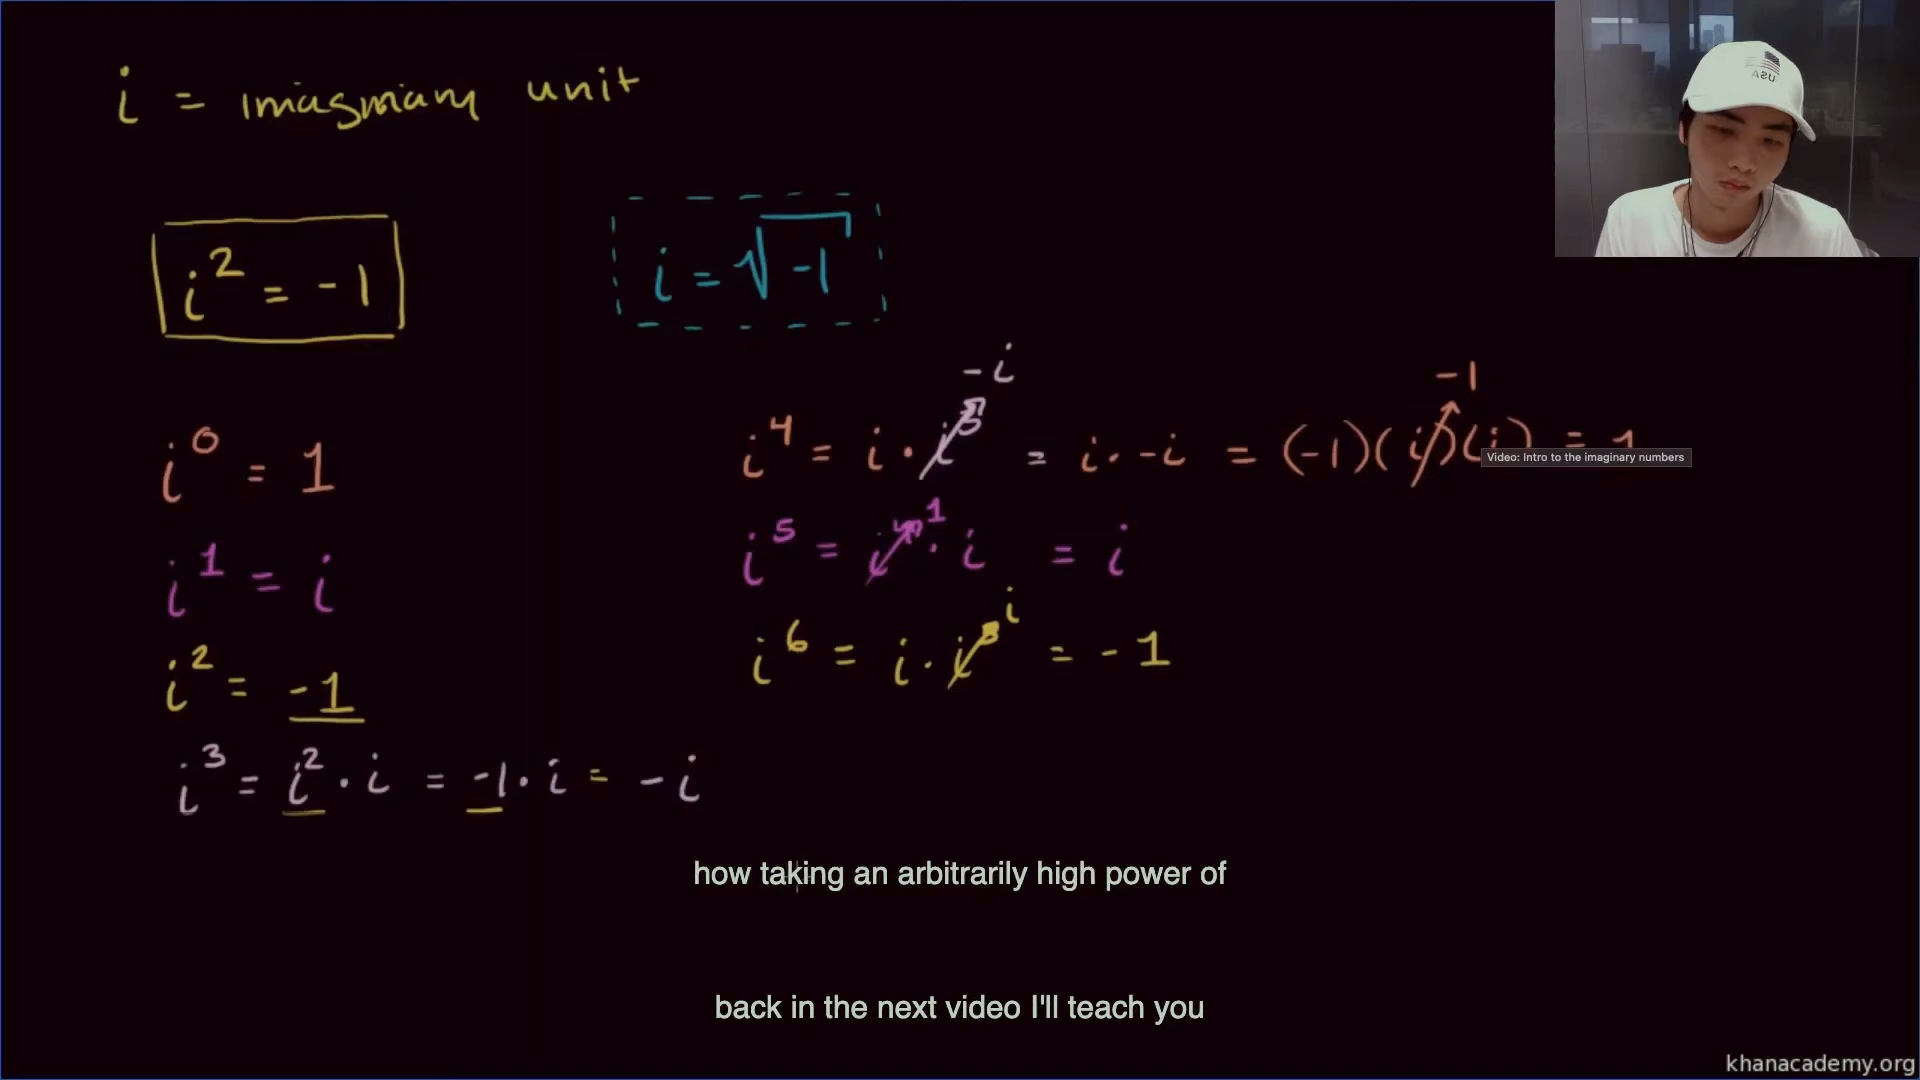 i = imaginary unit
USA
i² = -1
i = √-1
-i
-1
i⁰ = 1
i⁴ = i · i³ = i · -i = (-1)(i)(i) = 1
Video: Intro to the imaginary numbers
i¹ = i
1
i⁵ = i⁴ · i = i
i
i² = -1
i⁶ = i · i⁵ = -1
i³ = i² · i = -1 · i = -i
how taking an arbitrarily high power of
back in the next video I'll teach you
khanacademy.org